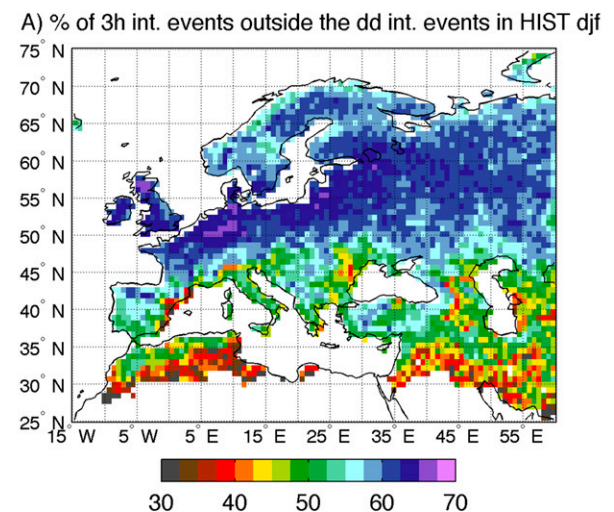 A) % of 3h int. events outside the dd int. events in HIST djf
75° N
70° N
65° N
60° N
55° N
50° N
45° N
40° N
35° N
30° N
25° N
15° W 5° W 5° E 15° E 25° E 35° E 45° E 55° E
30 40 50 60 70